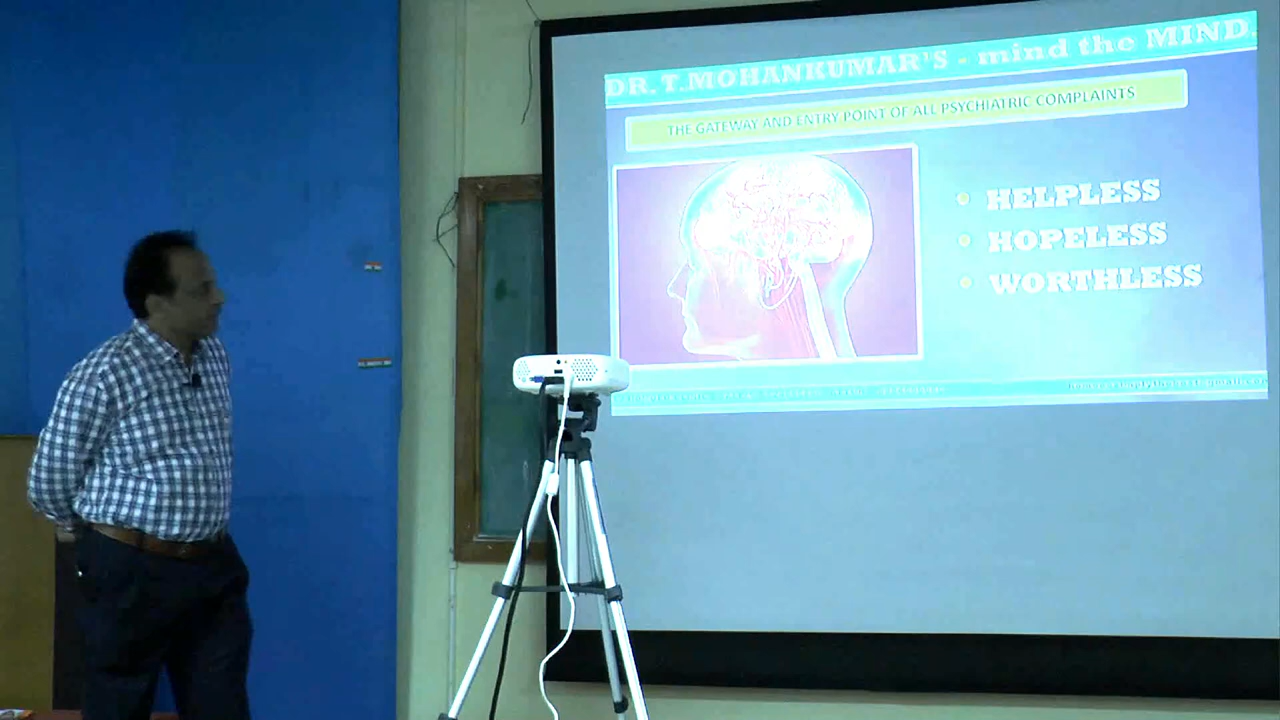 DR. T.MOHANKUMAR'S - mind the MIND.
THE GATEWAY AND ENTRY POINT OF ALL PSYCHIATRIC COMPLAINTS
• HELPLESS
• HOPELESS
• WORTHLESS